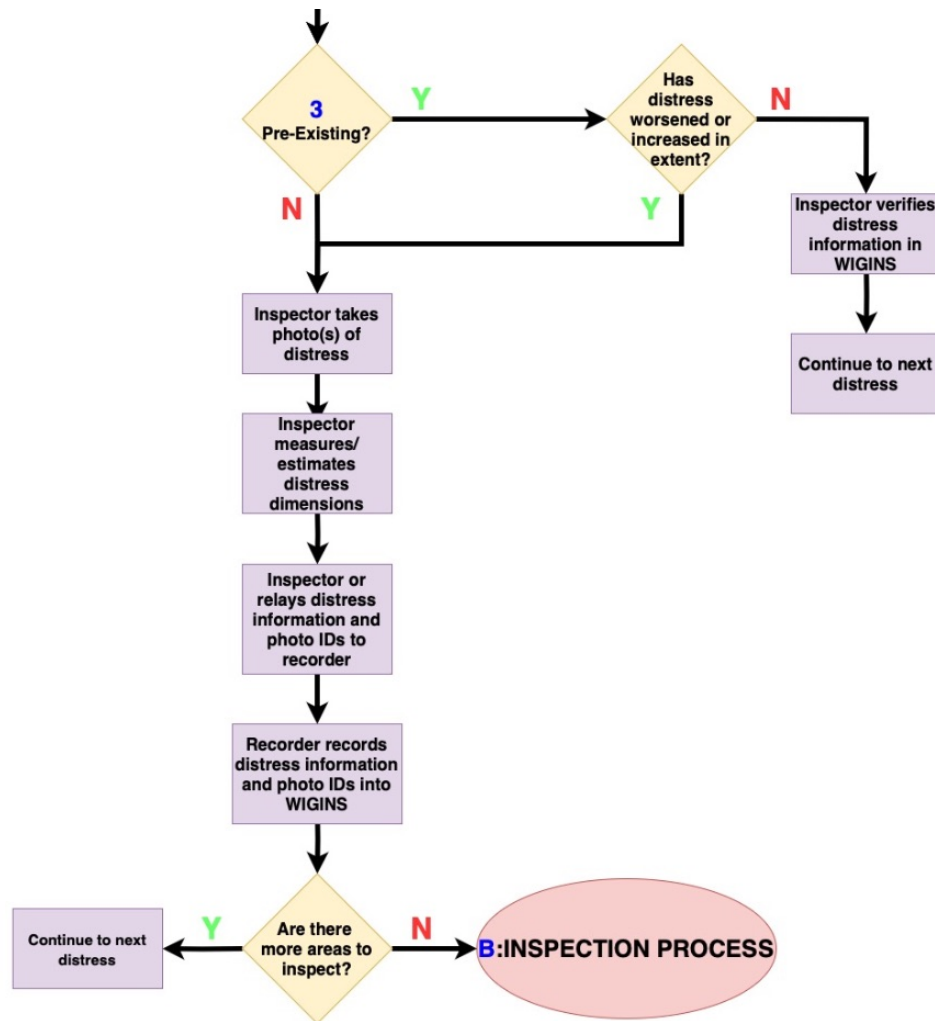 3
Pre-Existing?
Y
Has
distress
worsened or
increased in
extent?
N
N
Y
Inspector verifies
distress
information in
WIGINS
Inspector takes
photo(s) of
distress
Continue to next
distress
Inspector
measures/
estimates
distress
dimensions
Inspector or
relays distress
information and
photo IDs to
recorder
Recorder records
distress information
and photo IDs into
WIGINS
Are there
more areas to
inspect?
Y
Continue to next
distress
N
B:INSPECTION PROCESS